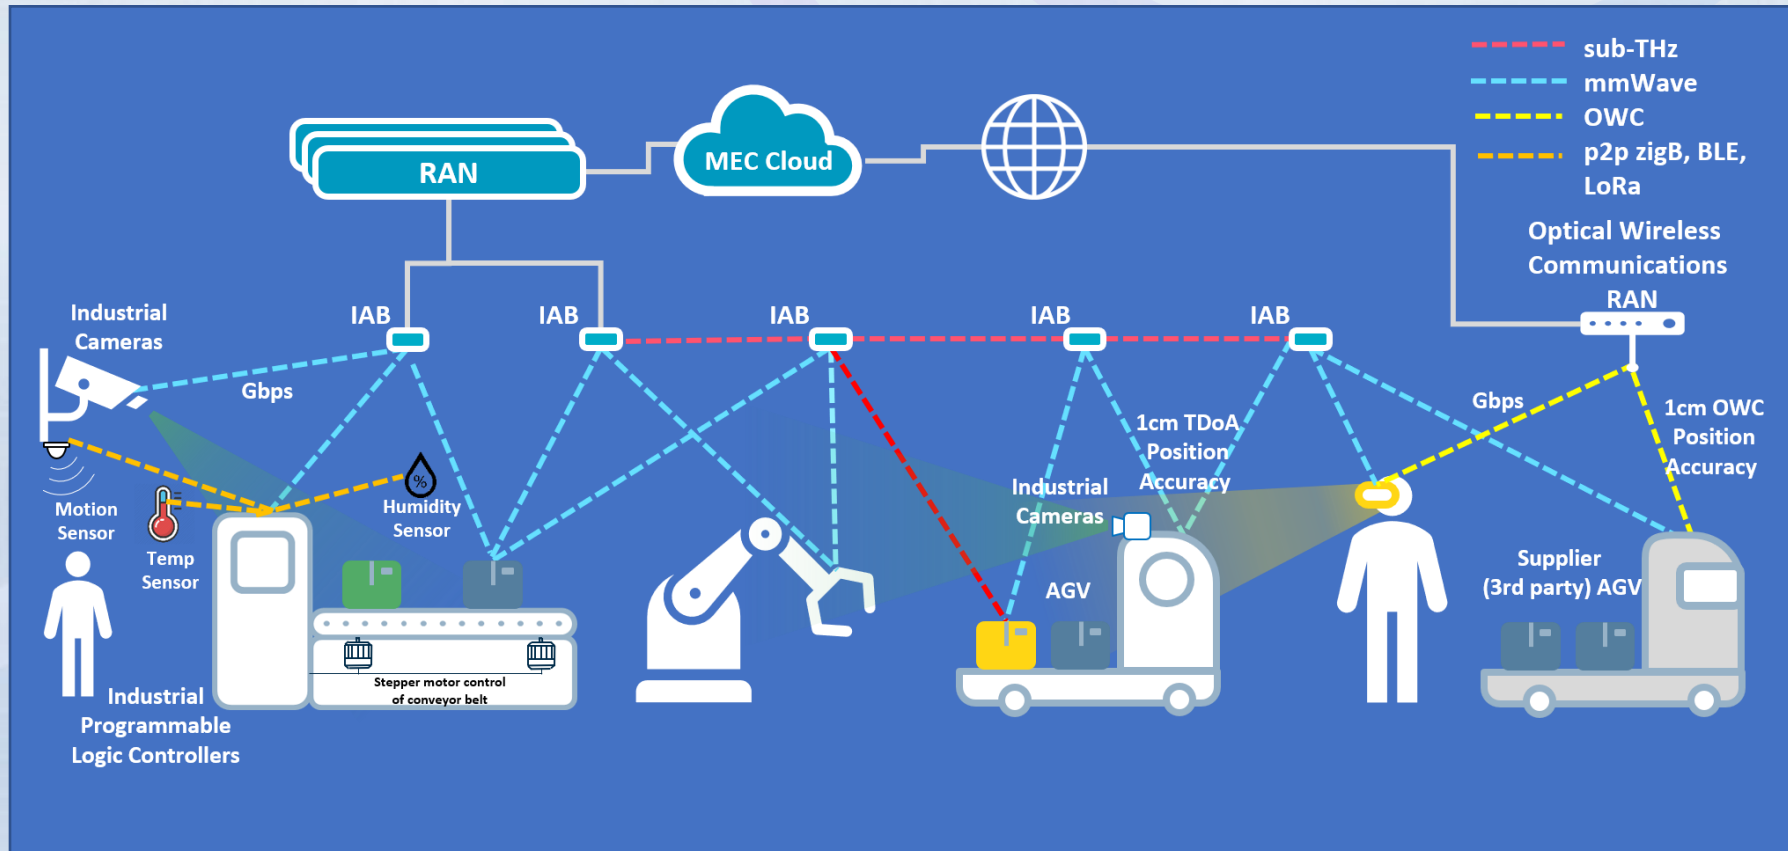 sub-THz
mmWave
OWC
p2p zigB, BLE,
LoRa
MEC Cloud
RAN
Optical Wireless
Communications
RAN
Industrial
Cameras
IAB
IAB
IAB
IAB
IAB
Gbps
Gbps
1cm OWC
Position
Accuracy
1cm TDoA
Position
Accuracy
Industrial
Cameras
%
Humidity
Sensor
Motion
Sensor
Temp
Sensor
AGV
Supplier
(3rd party) AGV
Stepper motor control
of conveyor belt
Industrial
Programmable
Logic Controllers